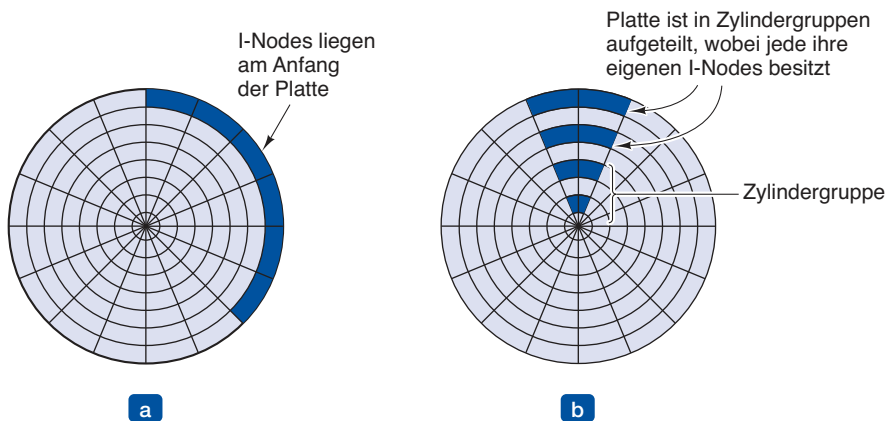 I-Nodes liegen
am Anfang
der Platte
Platte ist in Zylindergruppen
aufgeteilt, wobei jede ihre
eigenen I-Nodes besitzt
Zylindergruppe
a
b